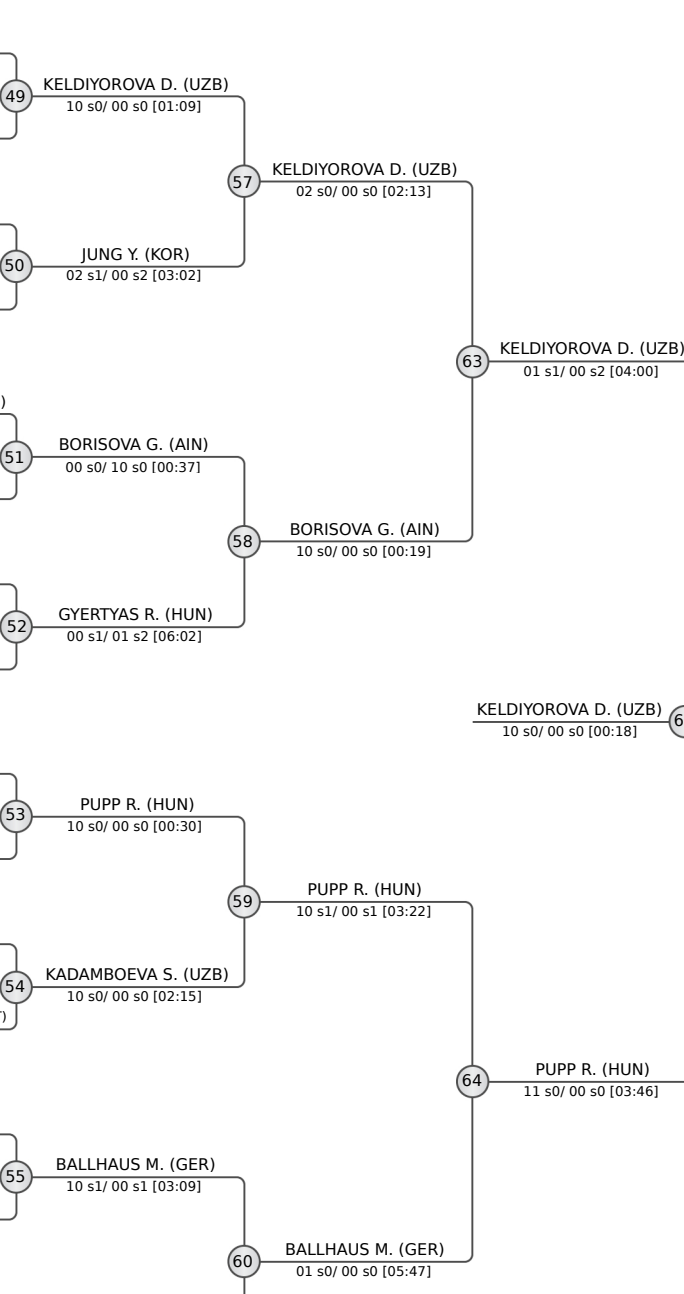 49
KELDIYOROVA D. (UZB)
10 s0/ 00 s0 [01:09]
57
KELDIYOROVA D. (UZB)
02 s0/ 00 s0 [02:13]
50
JUNG Y. (KOR)
02 s1/ 00 s2 [03:02]
63
KELDIYOROVA D. (UZB)
01 s1/ 00 s2 [04:00]
)
51
BORISOVA G. (AIN)
00 s0/ 10 s0 [00:37]
58
BORISOVA G. (AIN)
10 s0/ 00 s0 [00:19]
52
GYERTYAS R. (HUN)
00 s1/ 01 s2 [06:02]
KELDIYOROVA D. (UZB)
10 s0/ 00 s0 [00:18]
53
PUPP R. (HUN)
10 s0/ 00 s0 [00:30]
59
PUPP R. (HUN)
10 s1/ 00 s1 [03:22]
54
KADAMBOEVA S. (UZB)
10 s0/ 00 s0 [02:15]
64
PUPP R. (HUN)
11 s0/ 00 s0 [03:46]
55
BALLHAUS M. (GER)
10 s1/ 00 s1 [03:09]
60
BALLHAUS M. (GER)
01 s0/ 00 s0 [05:47]